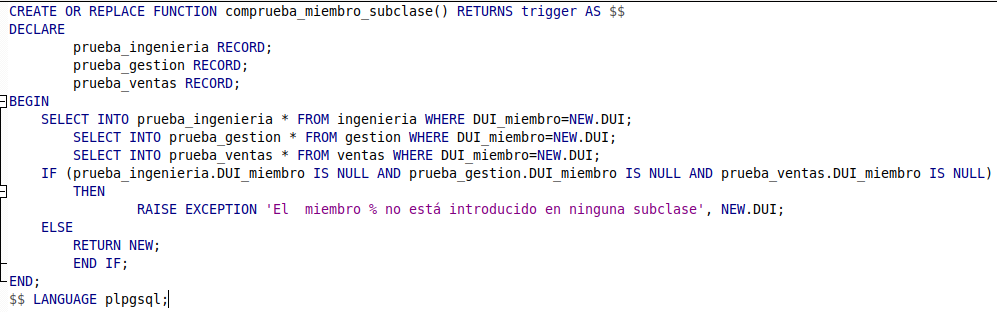 CREATE OR REPLACE FUNCTION comprueba_miembro_subclase() RETURNS trigger AS $$
DECLARE
prueba_ingenieria RECORD;
prueba_gestion RECORD;
prueba_ventas RECORD;
BEGIN
SELECT INTO prueba_ingenieria * FROM ingenieria WHERE DUI_miembro=NEW.DUI;
SELECT INTO prueba_gestion * FROM gestion WHERE DUI_miembro=NEW.DUI;
SELECT INTO prueba_ventas * FROM ventas WHERE DUI_miembro=NEW.DUI;
IF (prueba_ingenieria.DUI_miembro IS NULL AND prueba_gestion.DUI_miembro IS NULL AND prueba_ventas.DUI_miembro IS NULL)
THEN
RAISE EXCEPTION 'El  miembro % no está introducido en ninguna subclase', NEW.DUI;
ELSE
RETURN NEW;
END IF;
END;
$$ LANGUAGE plpgsql;